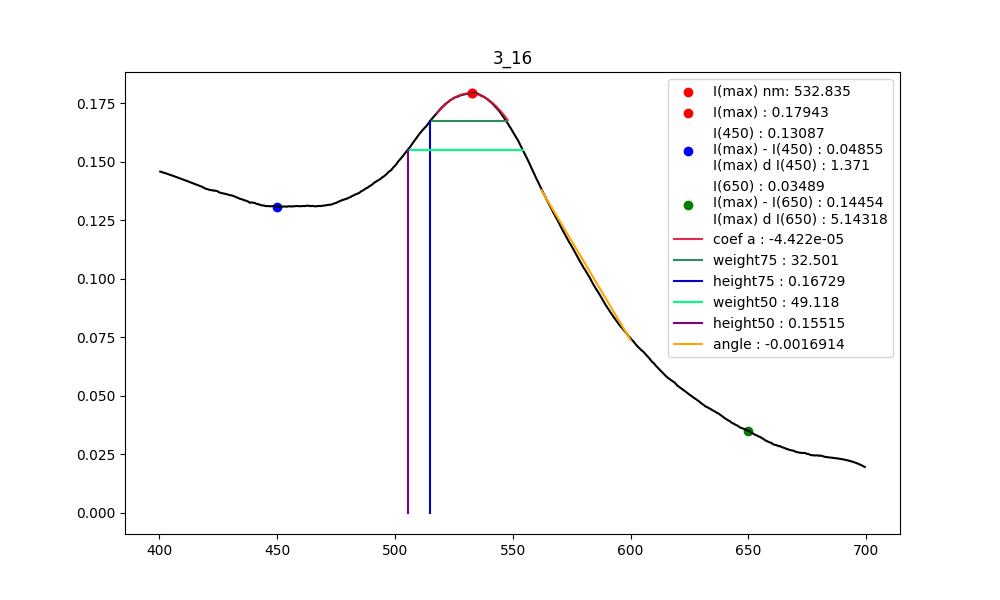 3_16
I(max) nm: 532.835
I(max) : 0.17943
I(450) : 0.13087
I(max) - I(450) : 0.04855
I(max) d I(450) : 1.371
I(650) : 0.03489
I(max) - I(650) : 0.14454
I(max) d I(650) : 5.14318
coef a : -4.422e-05
weight75 : 32.501
height75 : 0.16729
weight50 : 49.118
height50 : 0.15515
angle : -0.0016914
0.175
0.150
0.125
0.100
0.075
0.050
0.025
0.000
400 450 500 550 600 650 700